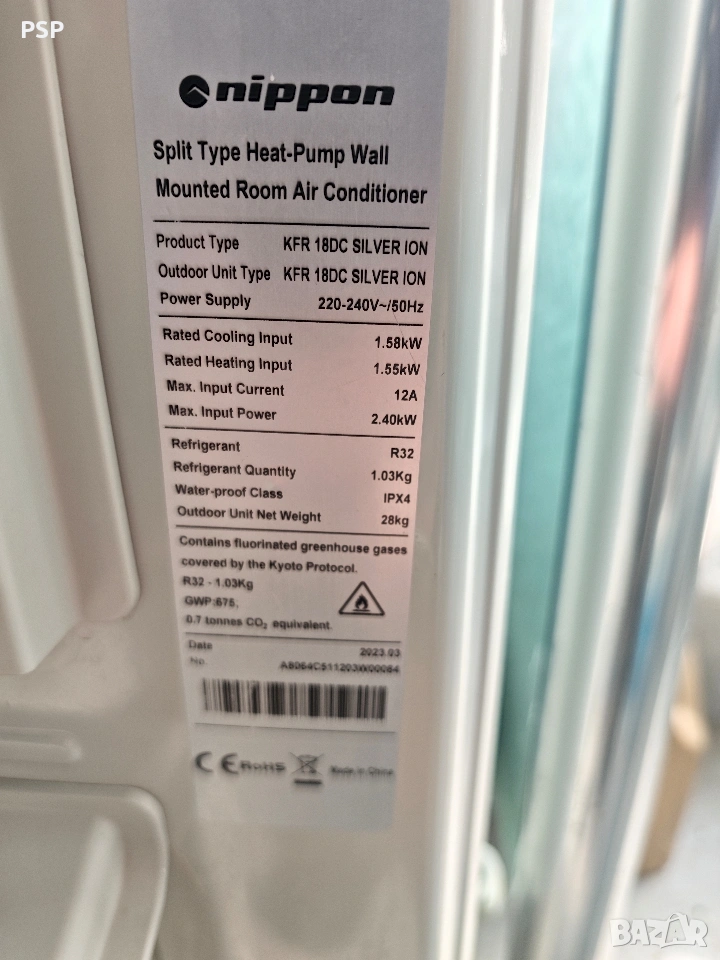 PSP
nippon
Split Type Heat-Pump Wall
Mounted Room Air Conditioner
Product Type KFR 18DC SILVER ION
Outdoor Unit Type KFR 18DC SILVER ION
Power Supply 220-240V~/50Hz
Rated Cooling Input 1.58kW
Rated Heating Input 1.55kW
Max. Input Current 12A
Max. Input Power 2.40kW
Refrigerant R32
Refrigerant Quantity 1.03Kg
Water-proof Class IPX4
Outdoor Unit Net Weight 28kg
Contains fluorinated greenhouse gases
covered by the Kyoto Protocol.
R32 - 1.03Kg
GWP:675,
0.7 tonnes CO₂ equivalent.
Date 2023.03
No.
CE RoHS Made in China
BAZAR